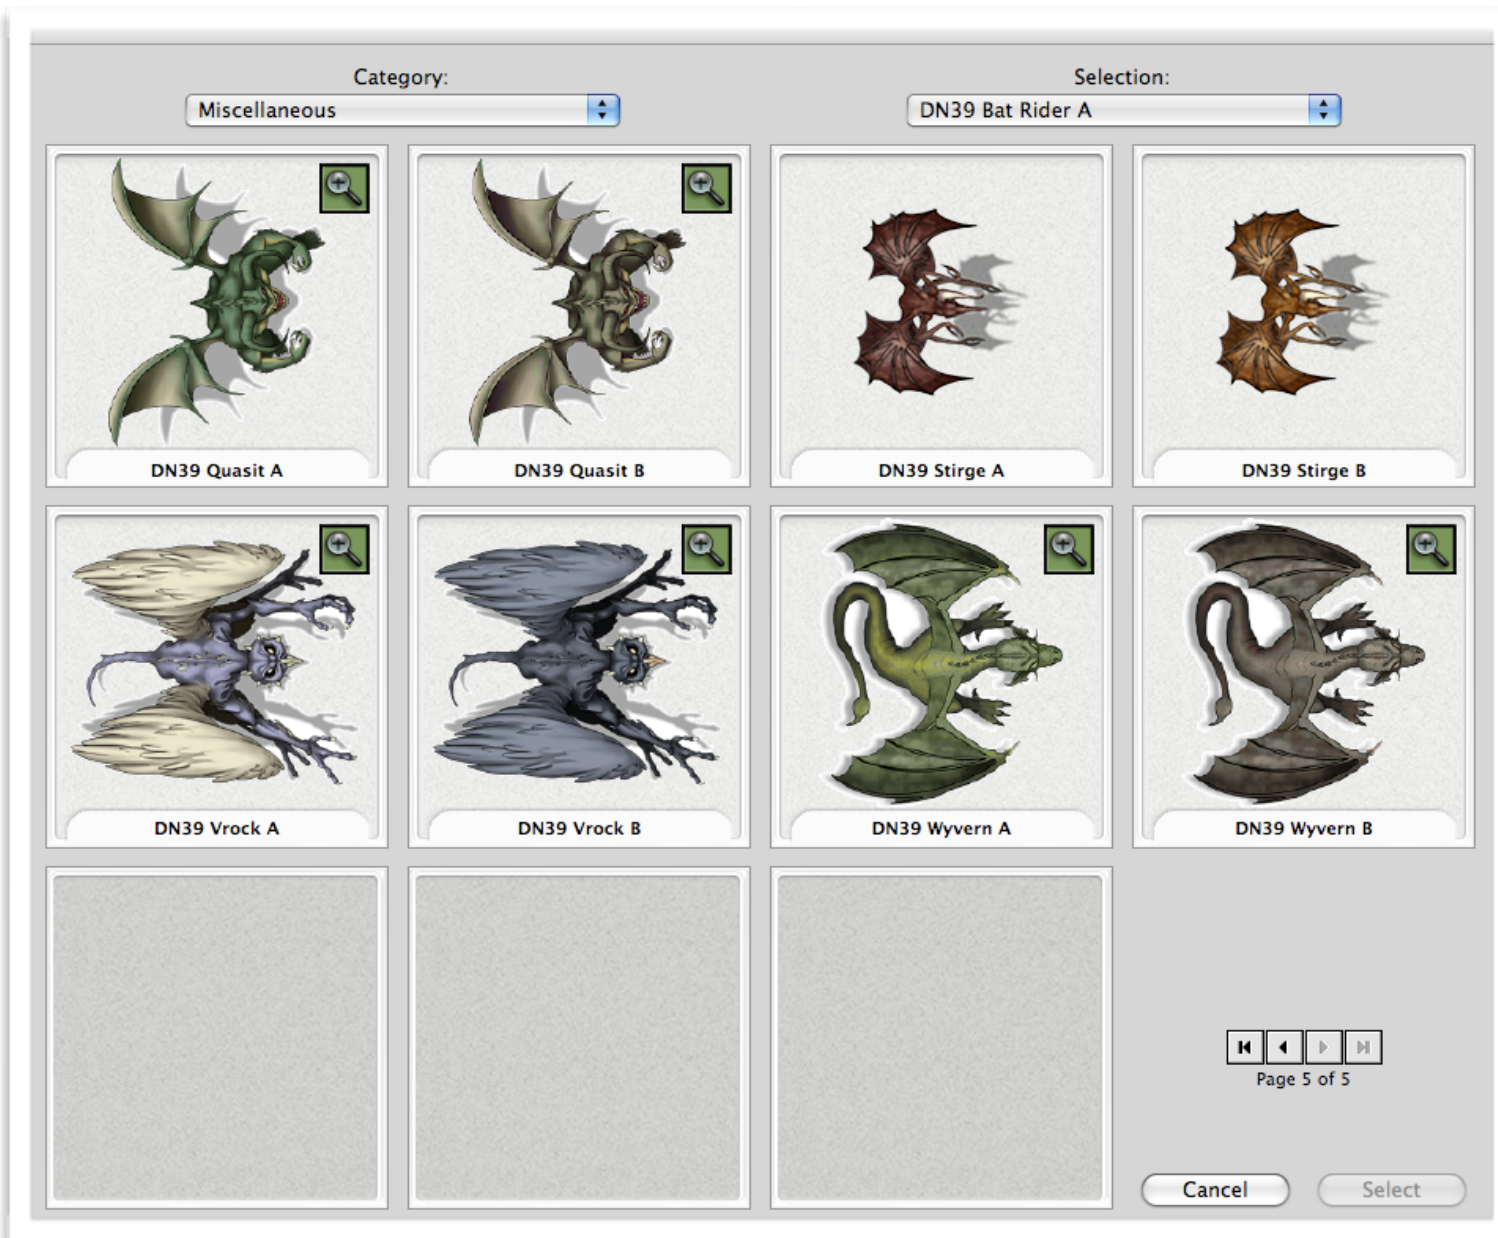 Category:
Selection:
Miscellaneous
DN39 Bat Rider A
DN39 Quasit A
DN39 Quasit B
DN39 Stirge A
DN39 Stirge B
DN39 Vrock A
DN39 Vrock B
DN39 Wyvern A
DN39 Wyvern B
Page 5 of 5
Cancel
Select